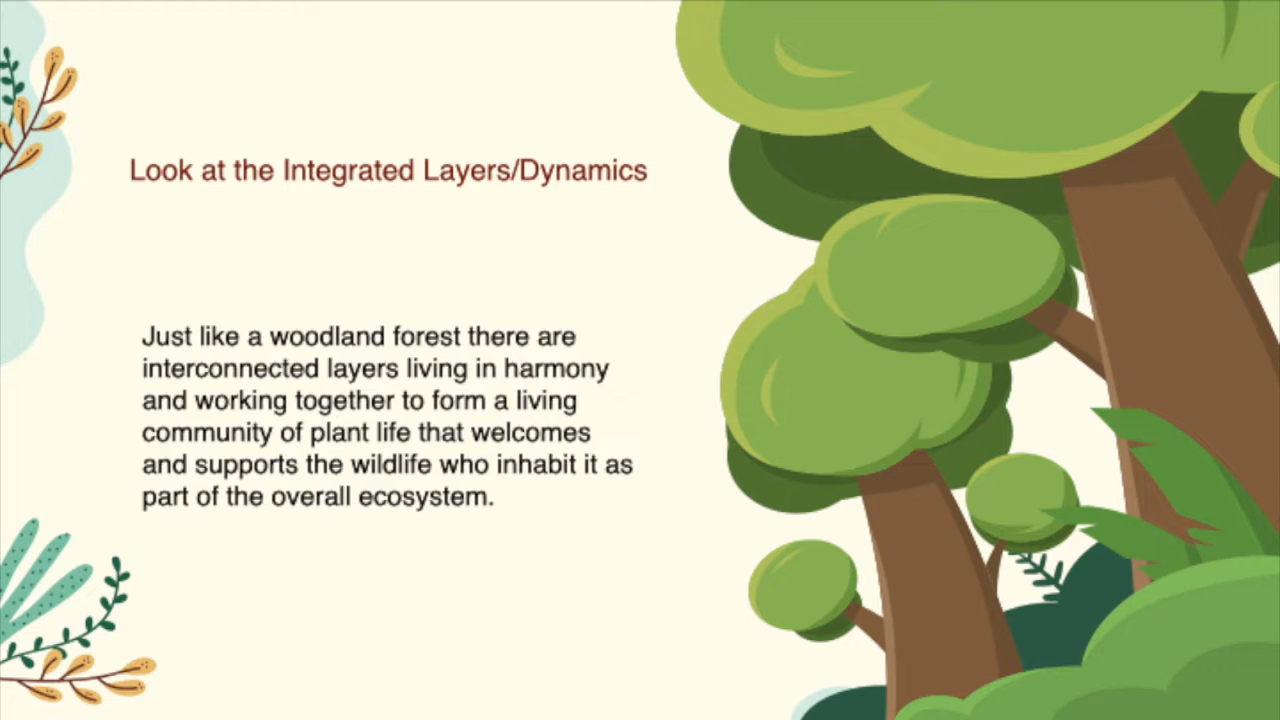 Look at the Integrated Layers/Dynamics
Just like a woodland forest there are
interconnected layers living in harmony
and working together to form a living
community of plant life that welcomes
and supports the wildlife who inhabit it as
part of the overall ecosystem.